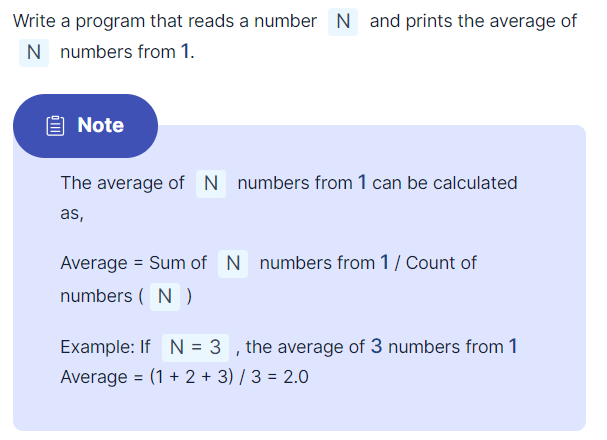 Write a program that reads a number N and prints the average of
N numbers from 1.
Note
The average of N numbers from 1 can be calculated
as,
Average = Sum of N numbers from 1 / Count of
numbers ( N )
Example: If N = 3 , the average of 3 numbers from 1
Average = (1 + 2 + 3) / 3 = 2.0